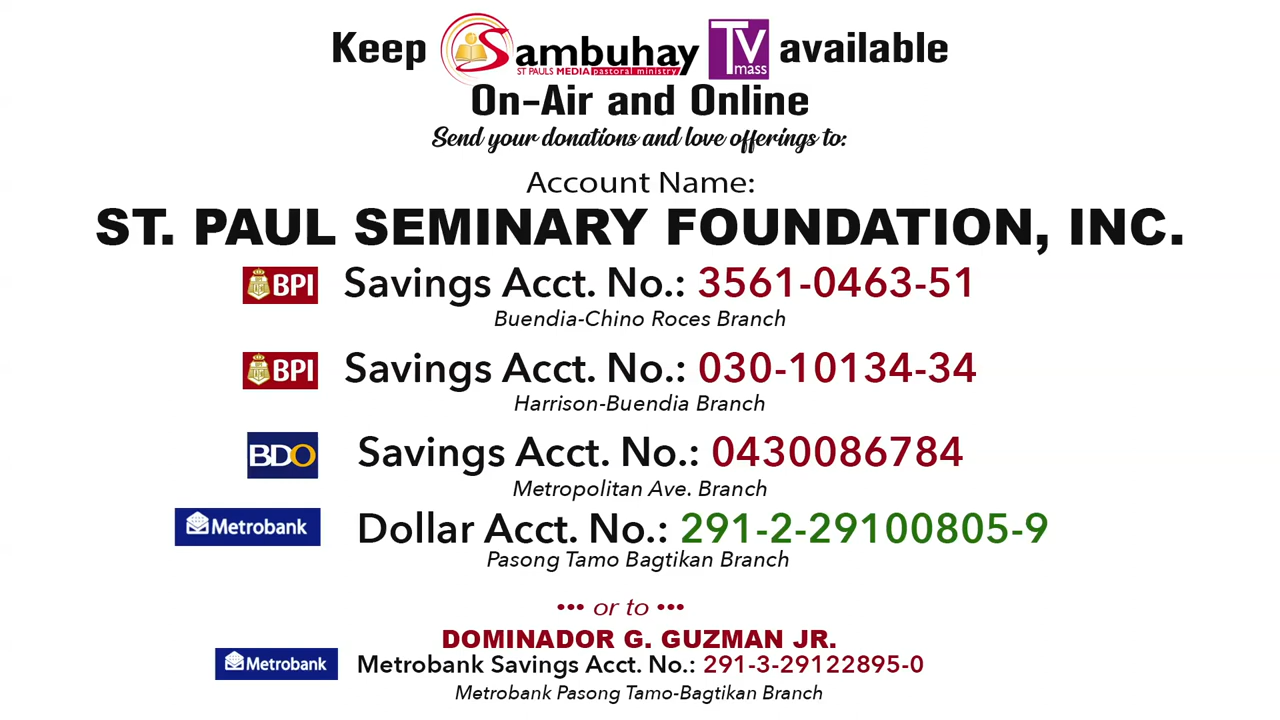 Keep Sambuhay TV mass available
ST PAULS MEDIA pastoral ministry
On-Air and Online
Send your donations and love offerings to:
Account Name:
ST. PAUL SEMINARY FOUNDATION, INC.
BPI Savings Acct. No.: 3561-0463-51
Buendia-Chino Roces Branch
BPI Savings Acct. No.: 030-10134-34
Harrison-Buendia Branch
BDO Savings Acct. No.: 0430086784
Metropolitan Ave. Branch
Metrobank Dollar Acct. No.: 291-2-29100805-9
Pasong Tamo Bagtikan Branch
••• or to •••
DOMINADOR G. GUZMAN JR.
Metrobank Metrobank Savings Acct. No.: 291-3-29122895-0
Metrobank Pasong Tamo-Bagtikan Branch